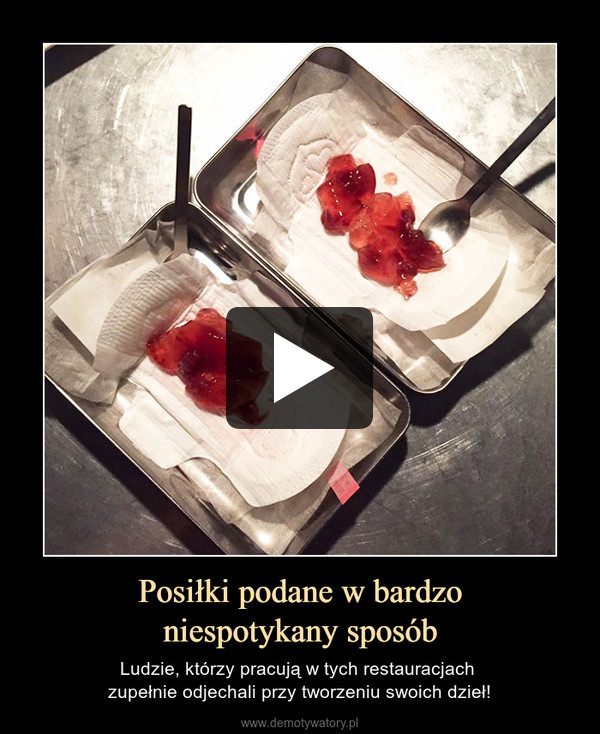 Posiłki podane w bardzo
niespotykany sposób
Ludzie, którzy pracują w tych restauracjach
zupełnie odjechali przy tworzeniu swoich dzieł!
www.demotywatory.pl